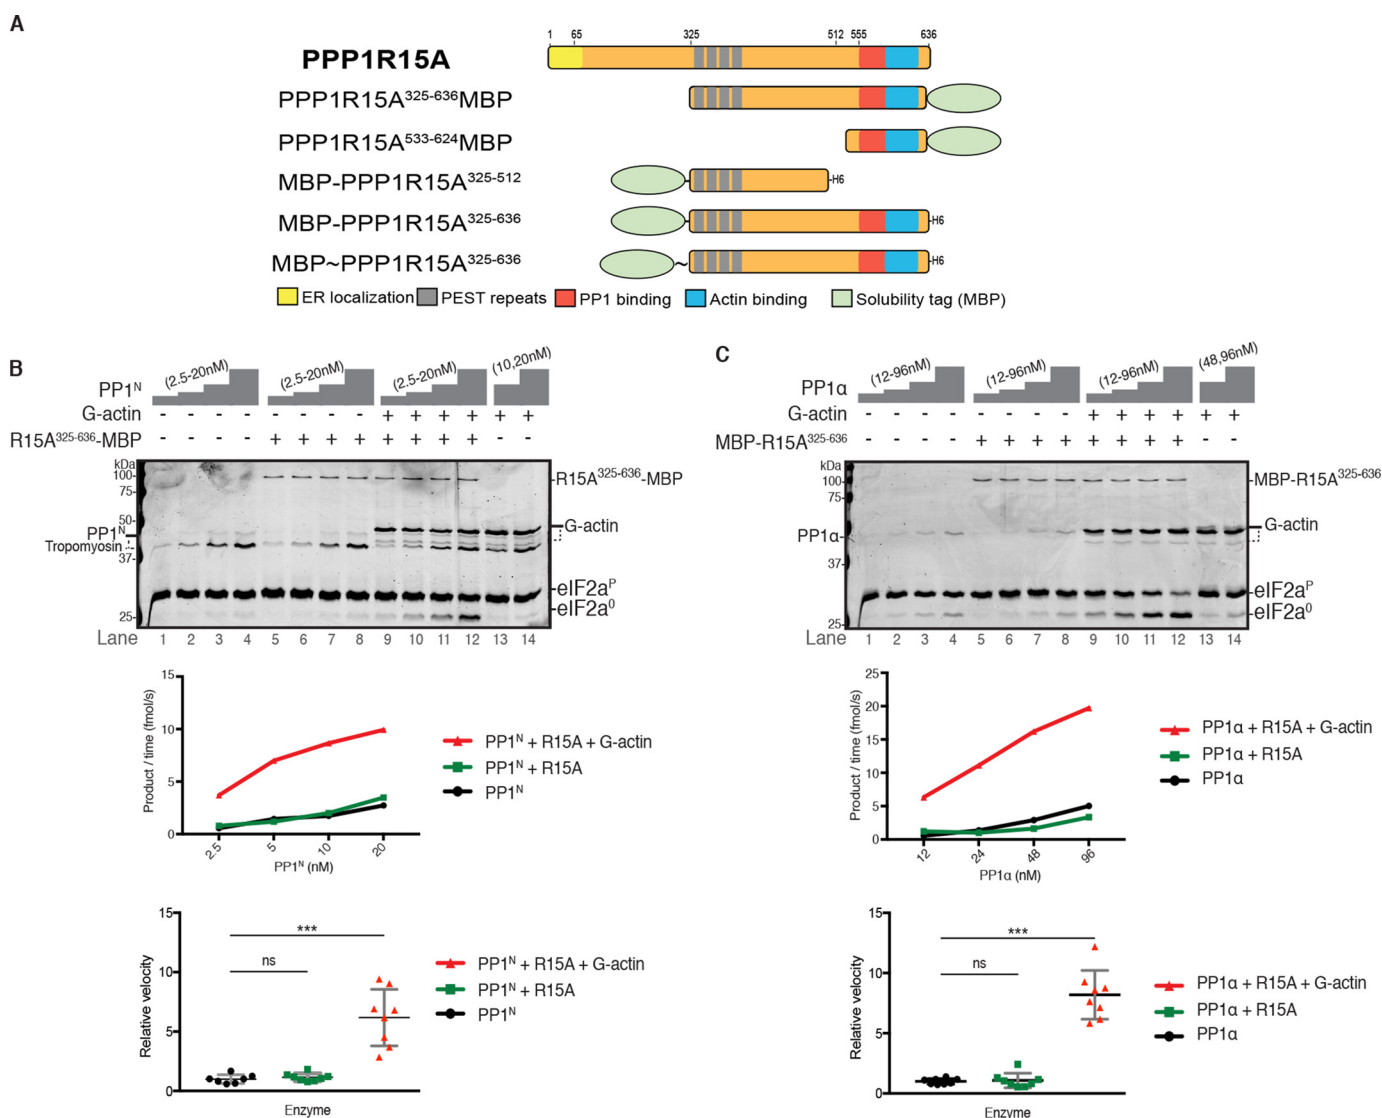 A
1 65 325 512 555 636
PPP1R15A
PPP1R15A³²⁵⁻⁶³⁶MBP
PPP1R15A⁵³³⁻⁶²⁴MBP
MBP-PPP1R15A³²⁵⁻⁵¹² -H6
MBP-PPP1R15A³²⁵⁻⁶³⁶ -H6
MBP~PPP1R15A³²⁵⁻⁶³⁶ ~ -H6
ER localization PEST repeats PP1 binding Actin binding Solubility tag (MBP)
B
(2.5-20nM) (2.5-20nM) (2.5-20nM) (10,20nM)
PP1ᴺ
G-actin - - - - - - - - + + + + + +
R15A³²⁵⁻⁶³⁶-MBP - - - - + + + + + + + + - -
kDa
100-
75-
50-
37-
25-
PP1ᴺ
Tropomyosin
R15A³²⁵⁻⁶³⁶-MBP
G-actin
eIF2aᴾ
eIF2a⁰
Lane 1 2 3 4 5 6 7 8 9 10 11 12 13 14
Product / time (fmol/s)
15
10
5
0
2.5 5 10 20
PP1ᴺ (nM)
PP1ᴺ + R15A + G-actin
PP1ᴺ + R15A
PP1ᴺ
Relative velocity
15
10
5
0
***
ns
Enzyme
PP1ᴺ + R15A + G-actin
PP1ᴺ + R15A
PP1ᴺ
C
(12-96nM) (12-96nM) (12-96nM) (48,96nM)
PP1α
G-actin - - - - - - - - + + + + + +
MBP-R15A³²⁵⁻⁶³⁶ - - - - + + + + + + + + - -
kDa
100-
75-
37-
25-
PP1α
MBP-R15A³²⁵⁻⁶³⁶
G-actin
eIF2aᴾ
eIF2a⁰
Lane 1 2 3 4 5 6 7 8 9 10 11 12 13 14
Product / time (fmol/s)
25
20
15
10
5
0
12 24 48 96
PP1α (nM)
PP1α + R15A + G-actin
PP1α + R15A
PP1α
Relative velocity
15
10
5
0
***
ns
Enzyme
PP1α + R15A + G-actin
PP1α + R15A
PP1α